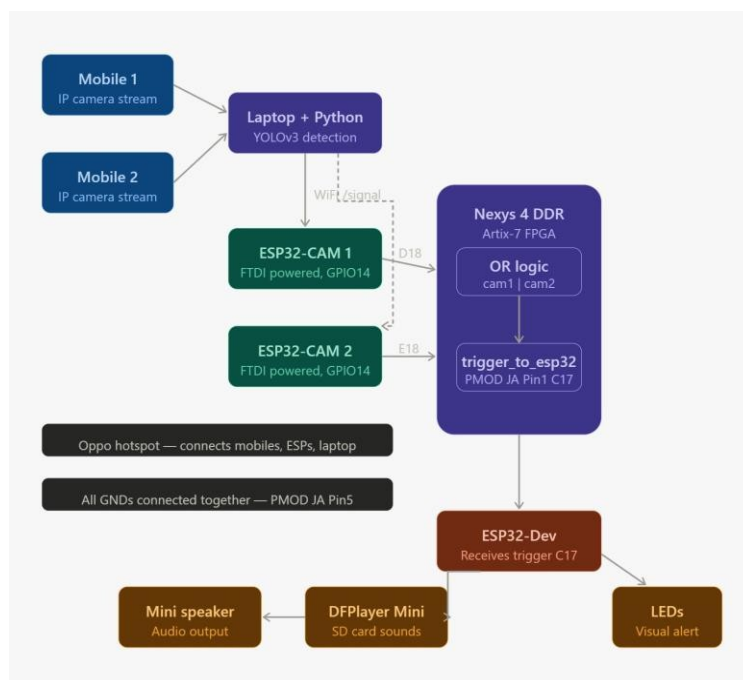 Mobile 1
IP camera stream
Laptop + Python
YOLOv3 detection
Mobile 2
IP camera stream
WiFi /signal
Nexys 4 DDR
Artix-7 FPGA
ESP32-CAM 1
FTDI powered, GPIO14
D18
OR logic
cam1 | cam2
ESP32-CAM 2
FTDI powered, GPIO14
E18
trigger_to_esp32
PMOD JA Pin1 C17
Oppo hotspot — connects mobiles, ESPs, laptop
All GNDs connected together — PMOD JA Pin5
ESP32-Dev
Receives trigger C17
Mini speaker
Audio output
DFPlayer Mini
SD card sounds
LEDs
Visual alert